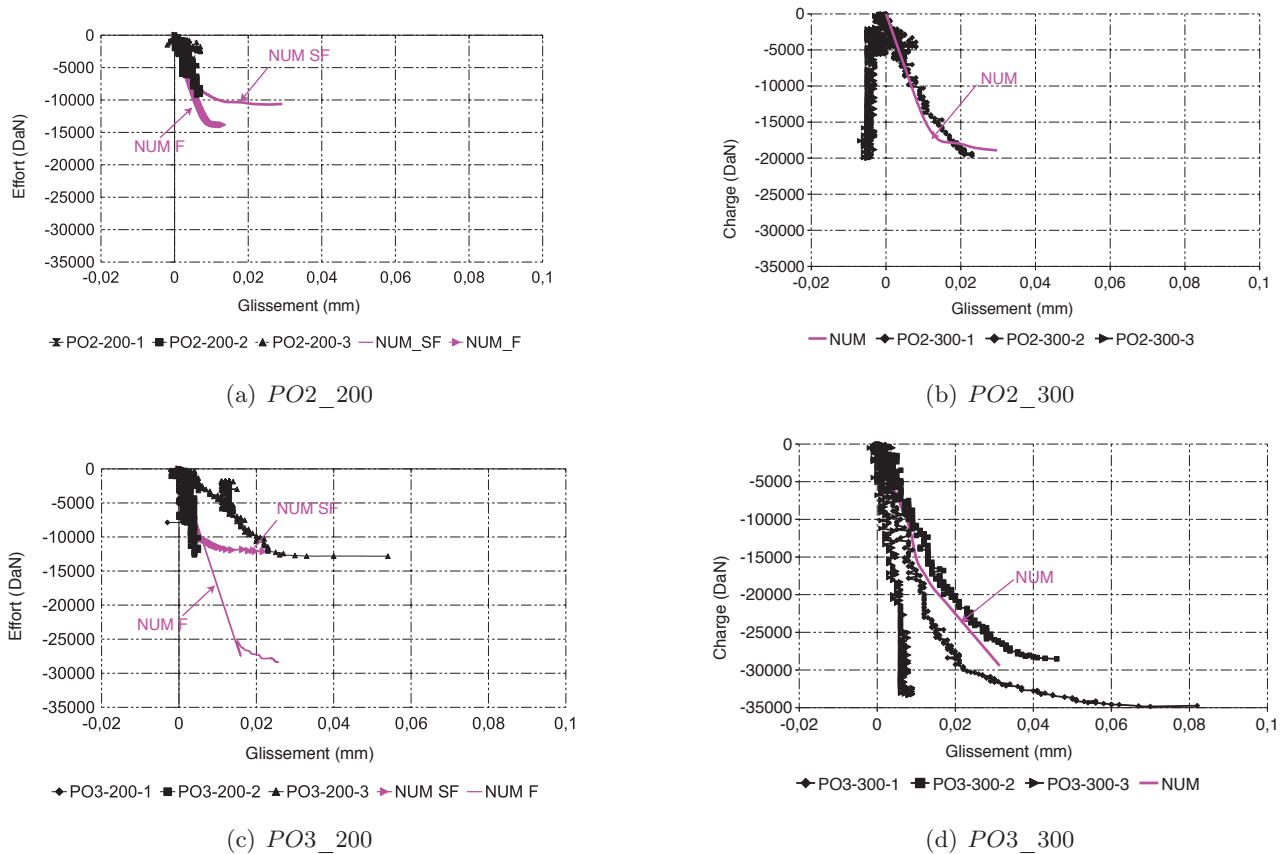 0
-5000
-10000
-15000
-20000
-25000
-30000
-35000
Effort (DaN)
NUM SF
NUM F
-0,02 0 0,02 0,04 0,06 0,08 0,1
Glissement (mm)
PO2-200-1 PO2-200-2 PO2-200-3 NUM_SF NUM_F
(a) PO2_200
0
-5000
-10000
-15000
-20000
-25000
-30000
-35000
Charge (DaN)
NUM
-0,02 0 0,02 0,04 0,06 0,08 0,1
Glissement (mm)
NUM PO2-300-1 PO2-300-2 PO2-300-3
(b) PO2_300
0
-5000
-10000
-15000
-20000
-25000
-30000
-35000
Effort (DaN)
NUM SF
NUM F
-0,02 0 0,02 0,04 0,06 0,08 0,1
Glissement (mm)
PO3-200-1 PO3-200-2 PO3-200-3 NUM SF NUM F
(c) PO3_200
0
-5000
-10000
-15000
-20000
-25000
-30000
-35000
Charge (DaN)
NUM
-0,02 0 0,02 0,04 0,06 0,08 0,1
Glissement (mm)
PO3-300-1 PO3-300-2 PO3-300-3 NUM
(d) PO3_300